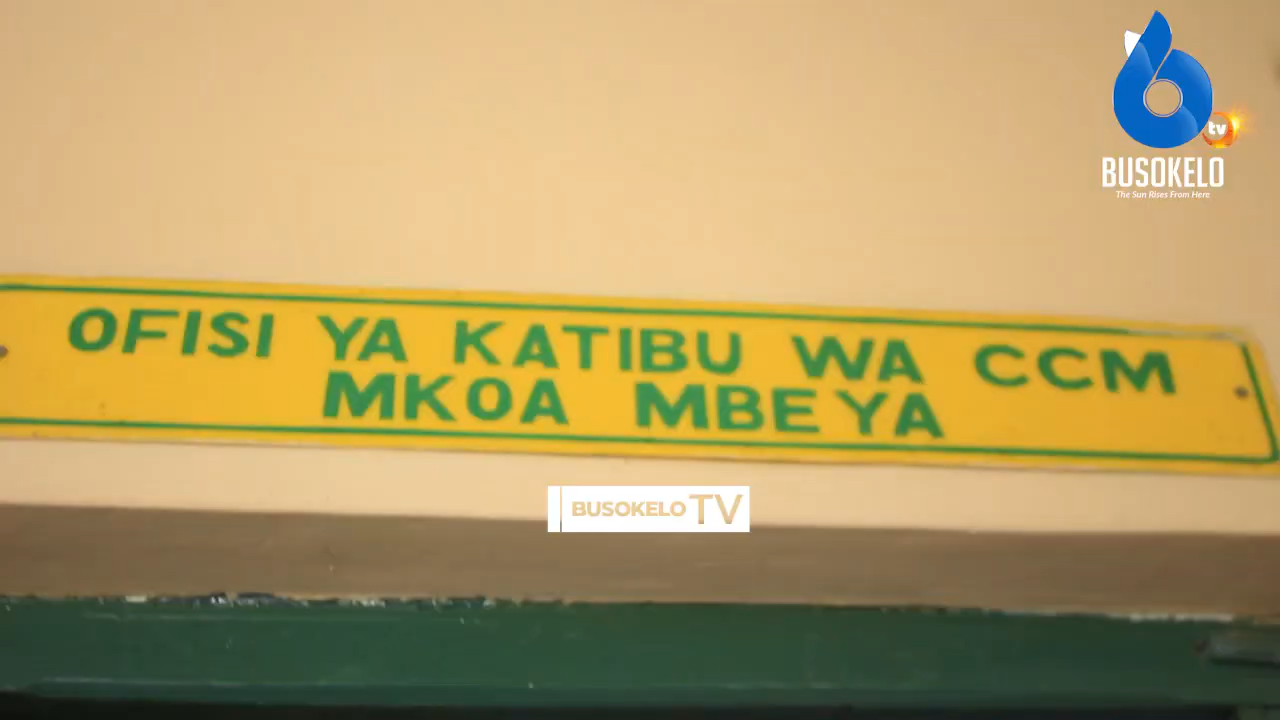 tv
BUSOKELO
The Sun Rises From Here
OFISI YA KATIBU WA CCM
MKOA MBEYA
BUSOKELO TV